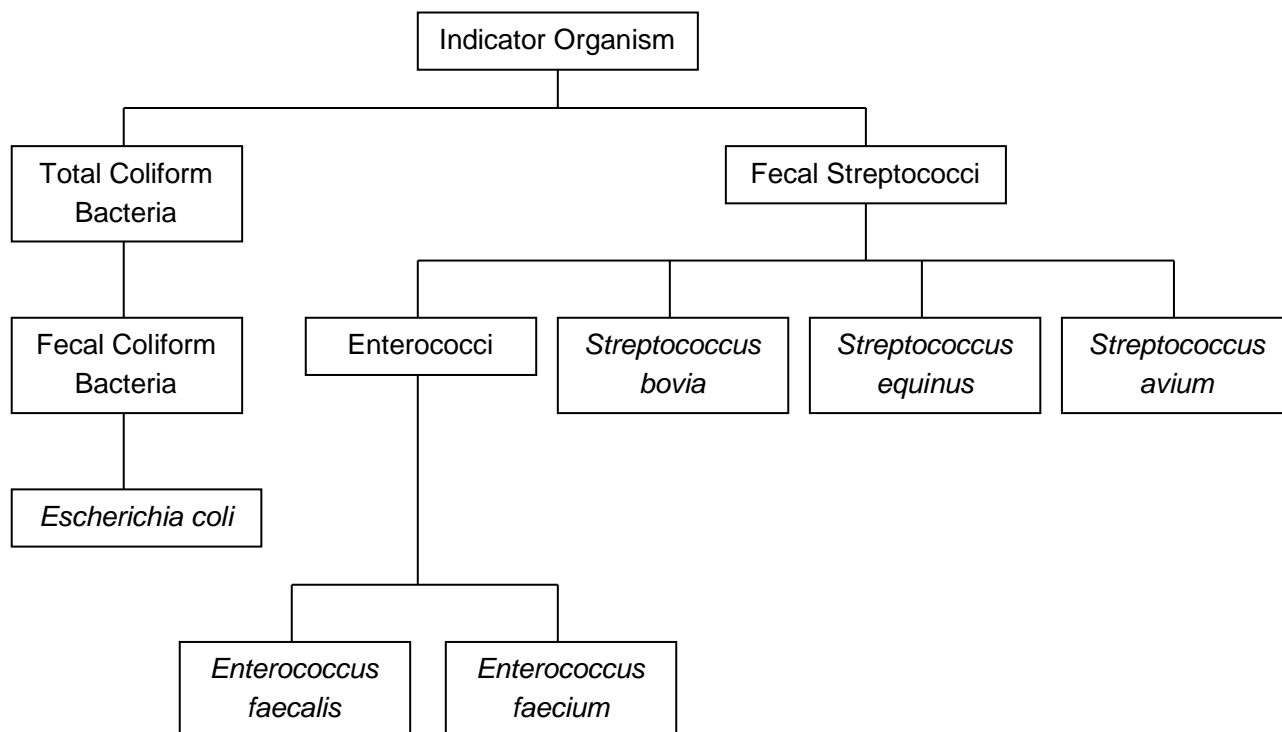 Indicator Organism
Total Coliform
Bacteria
Fecal Streptococci
Fecal Coliform
Bacteria
Enterococci
Streptococcus
bovia
Streptococcus
equinus
Streptococcus
avium
Escherichia coli
Enterococcus
faecalis
Enterococcus
faecium